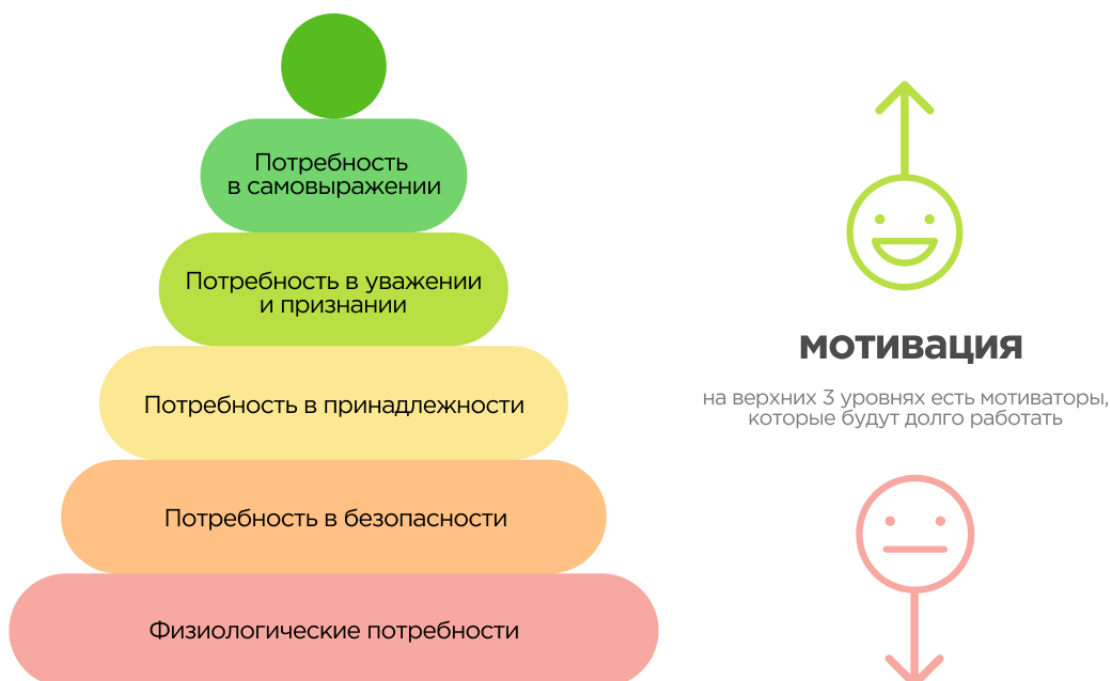 Потребность
в самовыражении
Потребность в уважении
и признании
Потребность в принадлежности
Потребность в безопасности
Физиологические потребности
мотивация
на верхних 3 уровнях есть мотиваторы,
которые будут долго работать